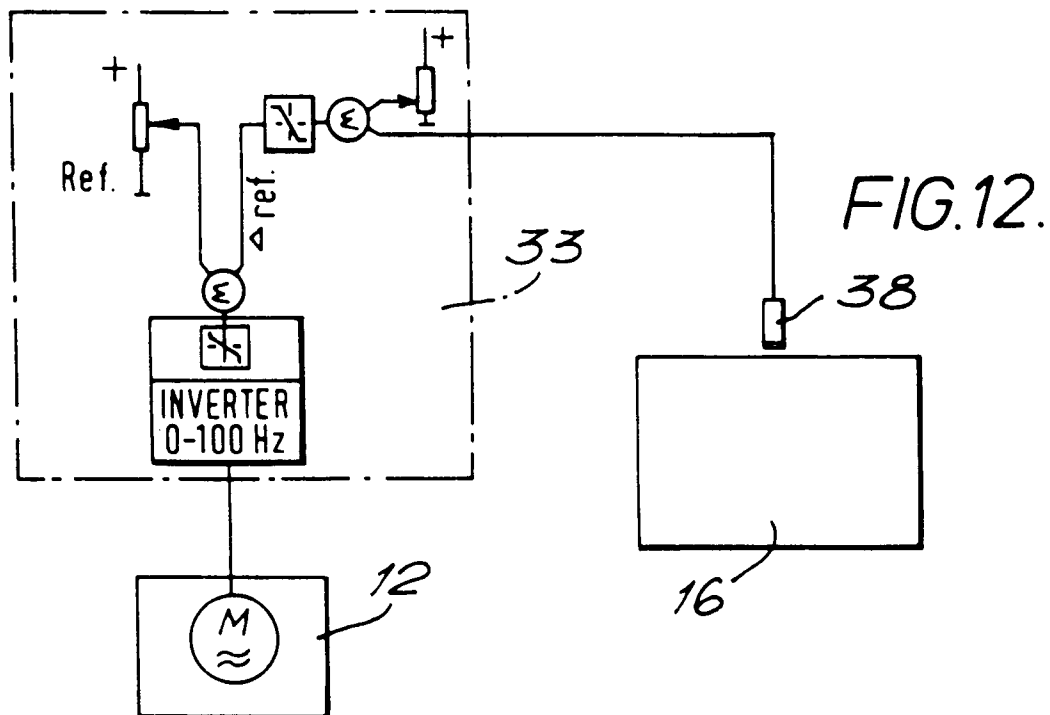 +
+
Ref.
Δ ref.
Σ
Σ
33
FIG.12.
38
INVERTER
0-100 Hz
16
12
M
≈